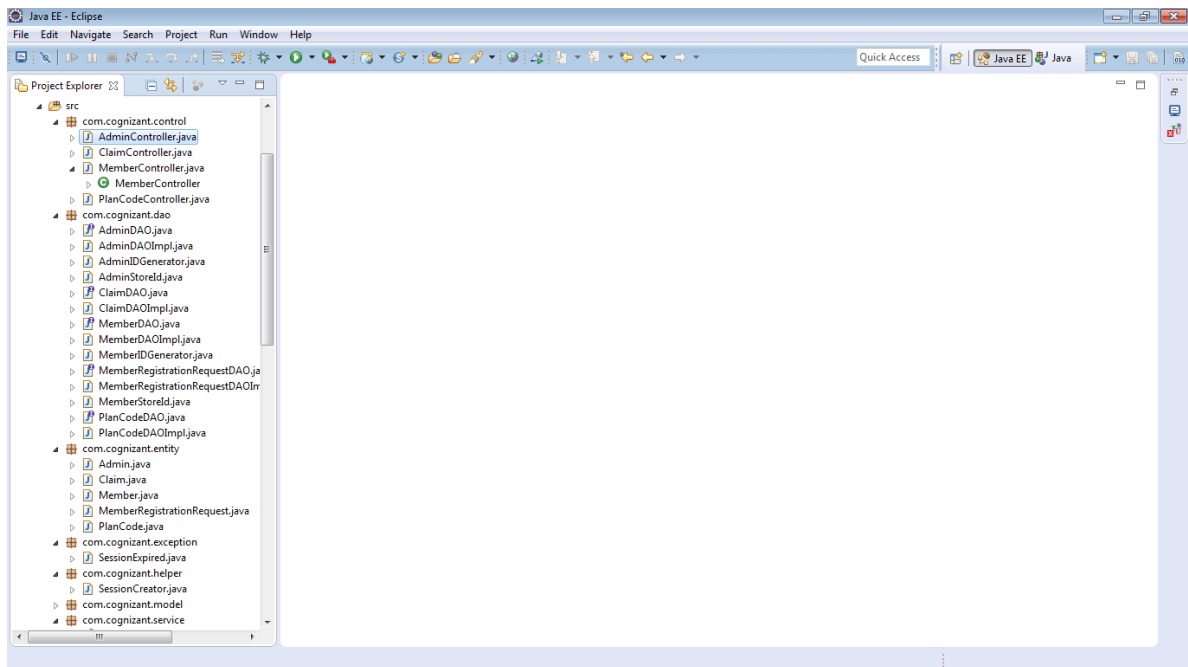 Java EE - Eclipse
File Edit Navigate Search Project Run Window Help
Quick Access Java EE Java
Project Explorer
src
com.cognizant.control
AdminController.java
ClaimController.java
MemberController.java
MemberController
PlanCodeController.java
com.cognizant.dao
AdminDAO.java
AdminDAOImpl.java
AdminIDGenerator.java
AdminStoreId.java
ClaimDAO.java
ClaimDAOImpl.java
MemberDAO.java
MemberDAOImpl.java
MemberIDGenerator.java
MemberRegistrationRequestDAO.ja
MemberRegistrationRequestDAOIm
MemberStoreId.java
PlanCodeDAO.java
PlanCodeDAOImpl.java
com.cognizant.entity
Admin.java
Claim.java
Member.java
MemberRegistrationRequest.java
PlanCode.java
com.cognizant.exception
SessionExpired.java
com.cognizant.helper
SessionCreator.java
com.cognizant.model
com.cognizant.service